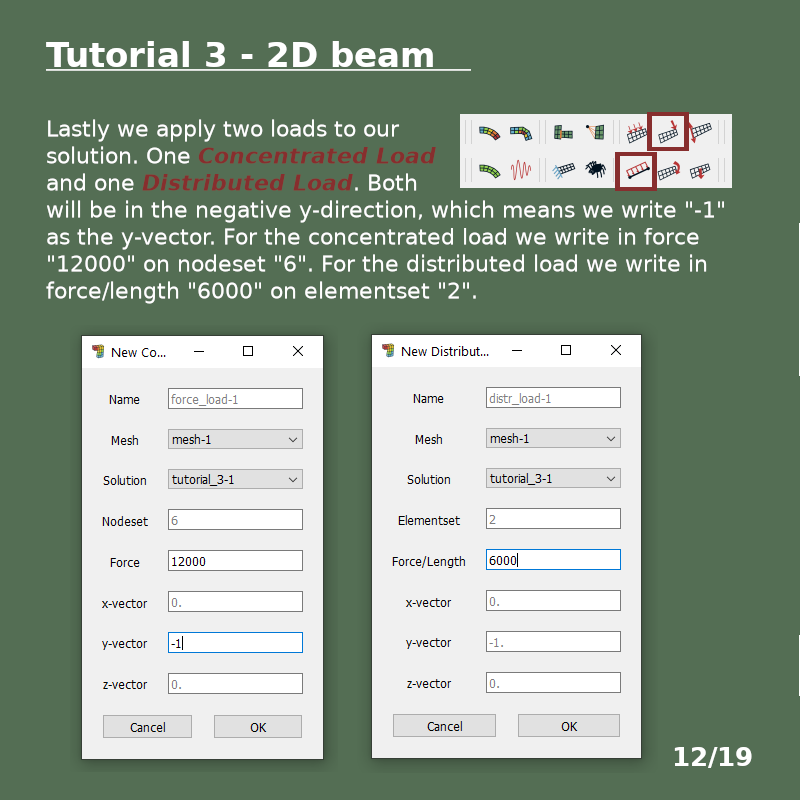 Tutorial 3 - 2D beam
Lastly we apply two loads to our
solution. One Concentrated Load
and one Distributed Load. Both
will be in the negative y-direction, which means we write "-1"
as the y-vector. For the concentrated load we write in force
"12000" on nodeset "6". For the distributed load we write in
force/length "6000" on elementset "2".
New Co...
Name force_load-1
Mesh mesh-1
Solution tutorial_3-1
Nodeset 6
Force 12000
x-vector 0.
y-vector -1
z-vector 0.
Cancel OK
New Distribut...
Name distr_load-1
Mesh mesh-1
Solution tutorial_3-1
Elementset 2
Force/Length 6000
x-vector 0.
y-vector -1.
z-vector 0.
Cancel OK
12/19